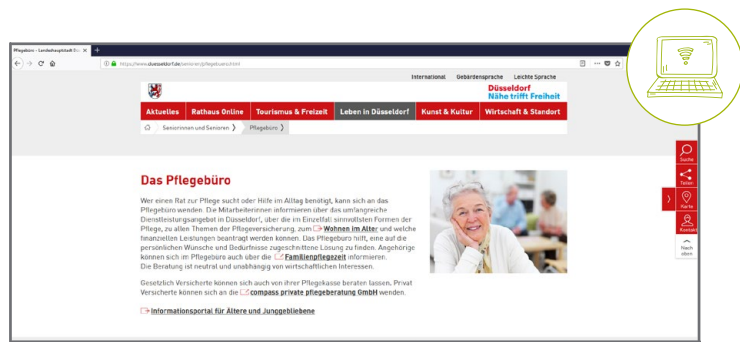 Pflegebüro – Landeshauptstadt Düs
https://www.duesseldorf.de/senioren/pflegebuero.html
International Gebärdensprache Leichte Sprache
Düsseldorf
Nähe trifft Freiheit
Aktuelles Rathaus Online Tourismus & Freizeit Leben in Düsseldorf Kunst & Kultur Wirtschaft & Standort
Seniorinnen und Senioren Pflegebüro
Suche
Teilen
Karte
Kontakt
Nach
oben
Das Pflegebüro
Wer einen Rat zur Pflege sucht oder Hilfe im Alltag benötigt, kann sich an das
Pflegebüro wenden. Die Mitarbeiterinnen informieren über das umfangreiche
Dienstleistungsangebot in Düsseldorf, über die im Einzelfall sinnvollsten Formen der
Pflege, zu allen Themen der Pflegeversicherung, zum Wohnen im Alter und welche
finanziellen Leistungen beantragt werden können. Das Pflegebüro hilft, eine auf die
persönlichen Wünsche und Bedürfnisse zugeschnittene Lösung zu finden. Angehörige
können sich im Pflegebüro auch über die Familienpflegezeit informieren.
Die Beratung ist neutral und unabhängig von wirtschaftlichen Interessen.
Gesetzlich Versicherte können sich auch von ihrer Pflegekasse beraten lassen. Privat
Versicherte können sich an die compass private pflegeberatung GmbH wenden.
Informationsportal für Ältere und Junggebliebene